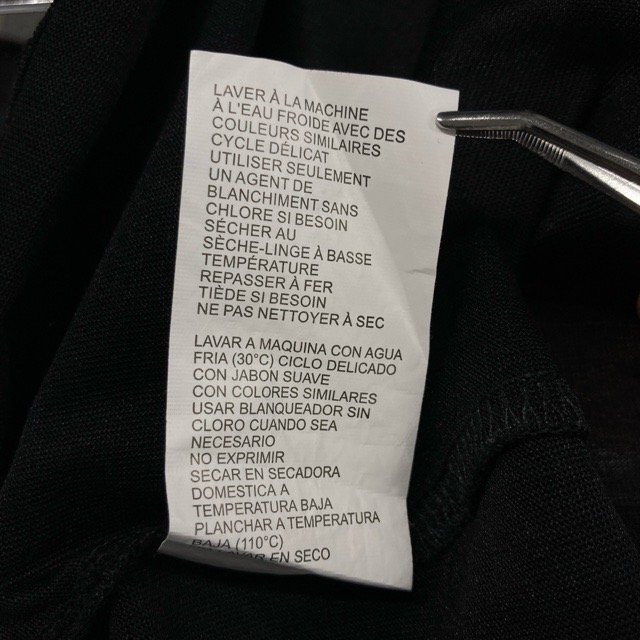 LAVER À LA MACHINE
À L'EAU FROIDE AVEC DES
COULEURS SIMILAIRES
CYCLE DÉLICAT
UTILISER SEULEMENT
UN AGENT DE
BLANCHIMENT SANS
CHLORE SI BESOIN
SÉCHER AU
SÈCHE-LINGE À BASSE
TEMPÉRATURE
REPASSER À FER
TIÈDE SI BESOIN
NE PAS NETTOYER À SEC
LAVAR A MAQUINA CON AGUA
FRIA (30°C) CICLO DELICADO
CON JABON SUAVE
CON COLORES SIMILARES
USAR BLANQUEADOR SIN
CLORO CUANDO SEA
NECESARIO
NO EXPRIMIR
SECAR EN SECADORA
DOMESTICA A
TEMPERATURA BAJA
PLANCHAR A TEMPERATURA
BAJA (110°C)
EN SECO